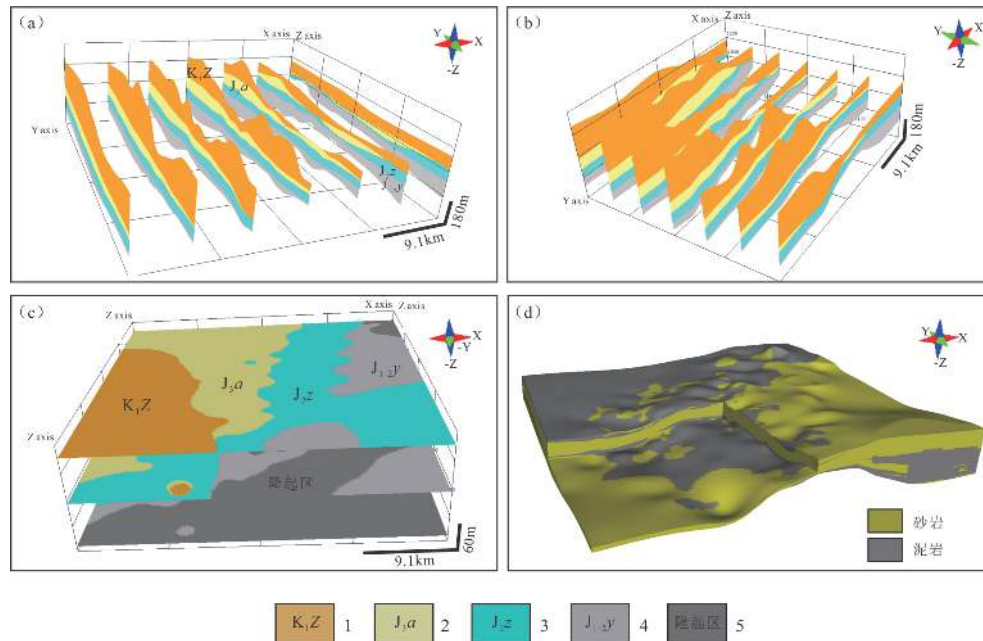 (a)
X axis Z axis
Y X
-Z
K₁Z
J₃a
Y axis
J₂z
180m
9.1km
(b)
X axis Z axis
Y X
-Z
180m
9.1km
Y axis
(c)
X axis
Z axis Z axis
X
-Y
-Z
K₁Z
J₃a
J₂z
J₁₋₂y
Z axis
隆起区
60m
9.1km
(d)
Y X
-Z
砂岩
泥岩
K₁Z 1
J₃a 2
J₂z 3
J₁₋₂y 4
隆起区 5